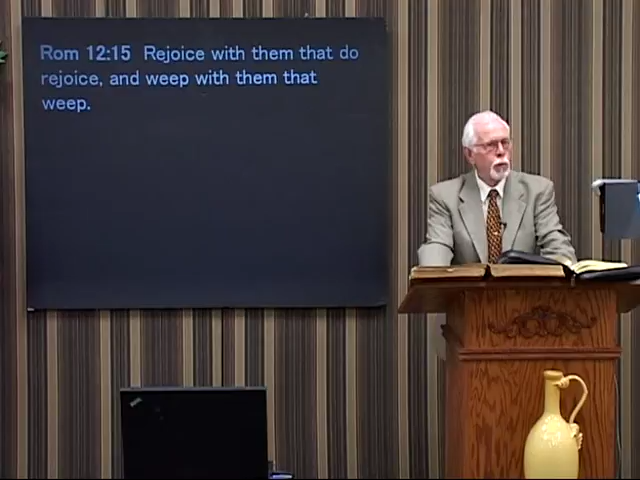 Rom 12:15 Rejoice with them that do
rejoice, and weep with them that
weep.